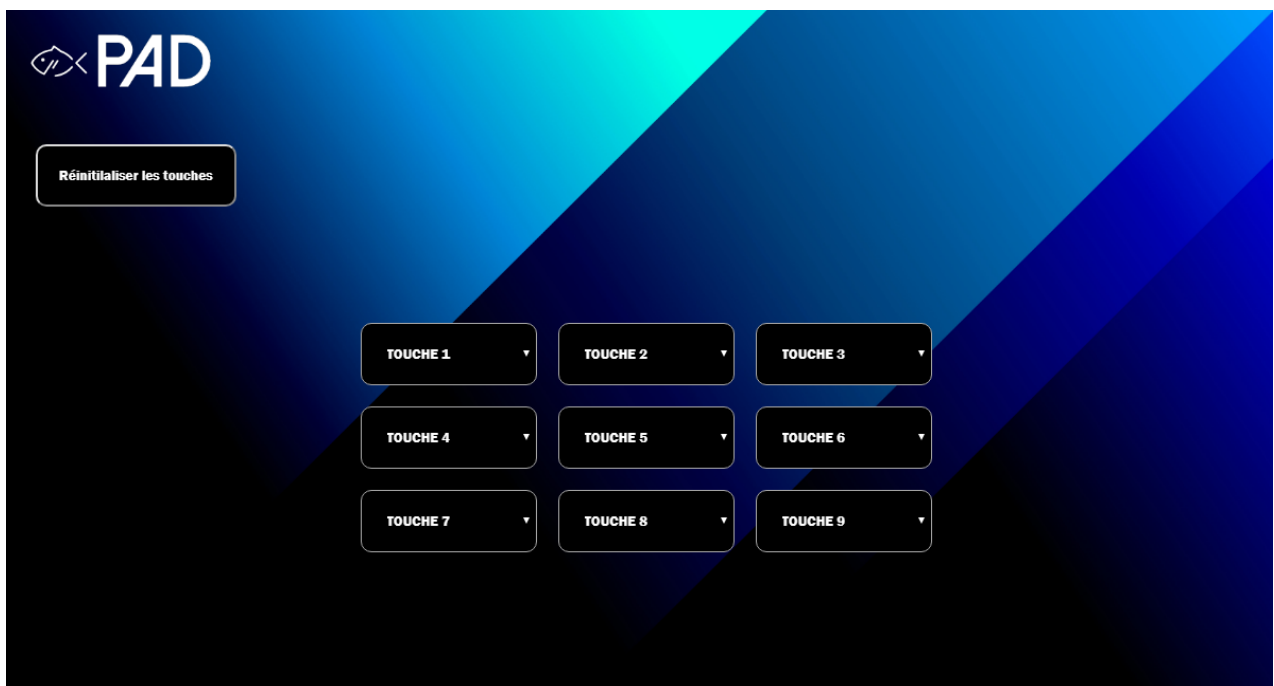 PAD
Réinitilaliser les touches
TOUCHE 1
TOUCHE 2
TOUCHE 3
TOUCHE 4
TOUCHE 5
TOUCHE 6
TOUCHE 7
TOUCHE 8
TOUCHE 9